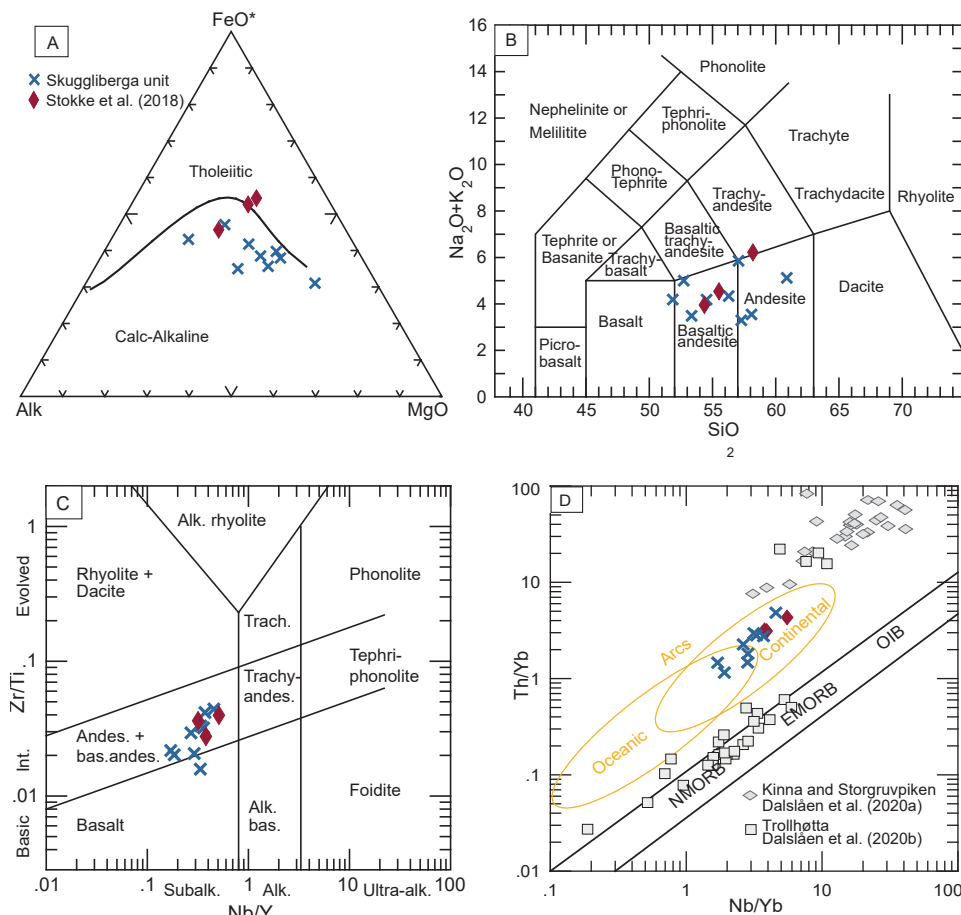 A
FeO*
Skuggliberga unit
Stokke et al. (2018)
Tholeiitic
Calc-Alkaline
Alk
MgO
B
Na2O+K2O
16
14
12
10
8
6
4
2
0
Phonolite
Nephelinite or
Melilitite
Tephri-
phonolite
Trachyte
Phono-
Tephrite
Trachy-
andesite
Trachydacite
Rhyolite
Tephrite or
Basanite
Trachy-
basalt
Basaltic
trachy-
andesite
Basalt
Basaltic
andesite
Andesite
Dacite
Picro-
basalt
40
45
50
55
60
65
70
SiO
2
C
Zr/Ti
Evolved
Int.
Basic
1
.1
.01
Alk. rhyolite
Rhyolite +
Dacite
Phonolite
Trach.
Trachy-
andes.
Tephri-
phonolite
Andes. +
bas.andes.
Foidite
Basalt
Alk.
bas.
.01
.1
1
10
100
Subalk.
Alk.
Ultra-alk.
Nb/Y
D
Th/Yb
100
10
1
.1
.01
Arcs
Continental
Oceanic
OIB
EMORB
NMORB
Kinna and Storgruvpiken
Dalslåen et al. (2020a)
Trollhøtta
Dalslåen et al. (2020b)
.1
1
10
100
Nb/Yb